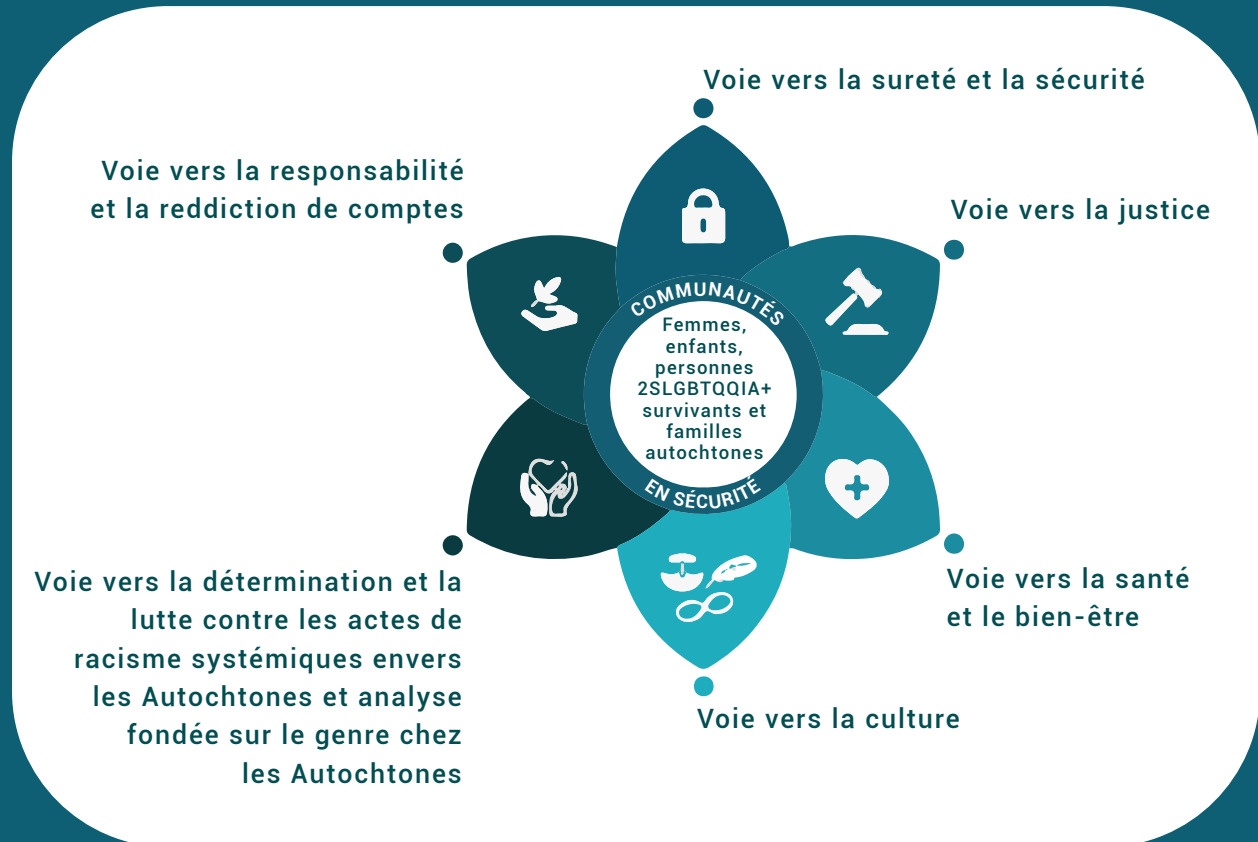 Voie vers la sureté et la sécurité
Voie vers la responsabilité
et la reddiction de comptes
Voie vers la justice
COMMUNAUTÉS
Femmes,
enfants,
personnes
2SLGBTQQIA+
survivants et
familles
autochtones
EN SÉCURITÉ
Voie vers la détermination et la
lutte contre les actes de
racisme systémiques envers
les Autochtones et analyse
fondée sur le genre chez
les Autochtones
Voie vers la santé
et le bien-être
Voie vers la culture